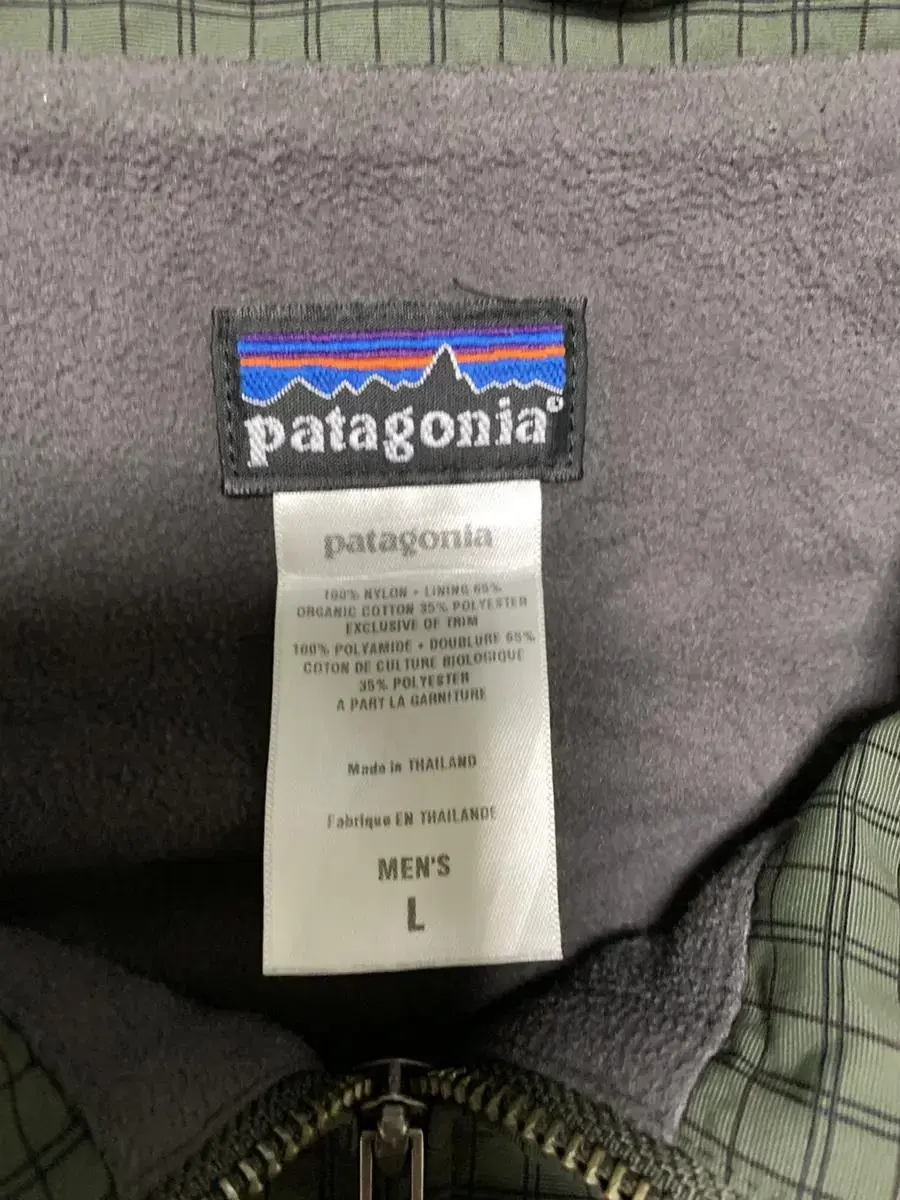 patagonia®
patagonia
100% NYLON • LINING 65%
ORGANIC COTTON 35% POLYESTER
EXCLUSIVE OF TRIM
100% POLYAMIDE • DOUBLURE 65%
COTON DE CULTURE BIOLOGIQUE
35% POLYESTER
A PART LA GARNITURE
Made in THAILAND
Fabrique EN THAILANDE
MEN'S
L